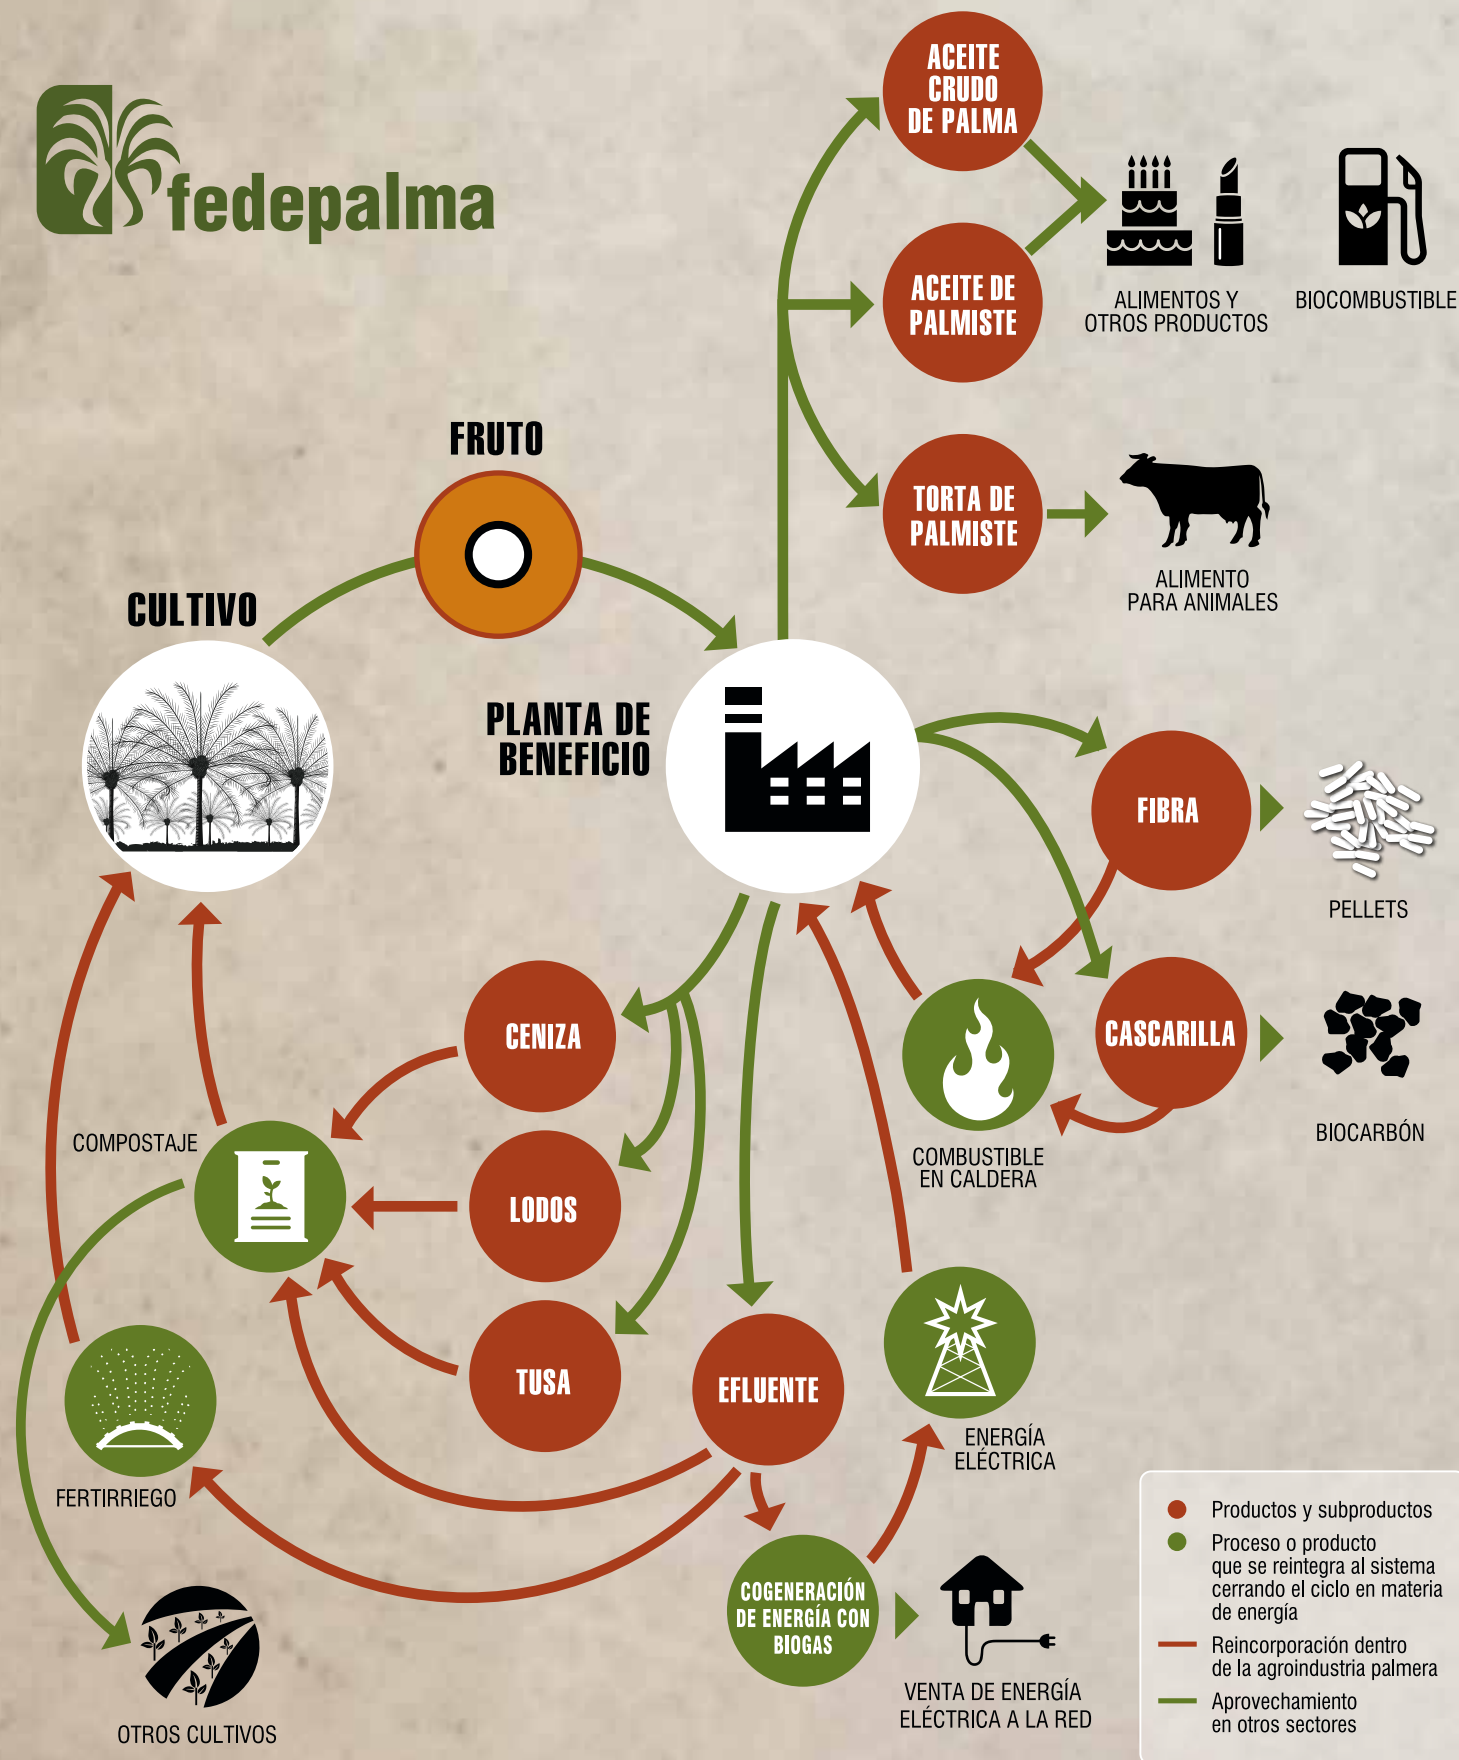 fedepalma
ACEITE
CRUDO
DE PALMA
ACEITE DE
PALMISTE
ALIMENTOS Y
OTROS PRODUCTOS
BIOCOMBUSTIBLE
TORTA DE
PALMISTE
ALIMENTO
PARA ANIMALES
FRUTO
CULTIVO
PLANTA DE
BENEFICIO
FIBRA
PELLETS
CASCARILLA
BIOCARBÓN
COMBUSTIBLE
EN CALDERA
CENIZA
COMPOSTAJE
LODOS
TUSA
EFLUENTE
ENERGÍA
ELÉCTRICA
FERTIRRIEGO
COGENERACIÓN
DE ENERGÍA CON
BIOGAS
VENTA DE ENERGÍA
ELÉCTRICA A LA RED
OTROS CULTIVOS
Productos y subproductos
Proceso o producto
que se reintegra al sistema
cerrando el ciclo en materia
de energía
Reincorporación dentro
de la agroindustria palmera
Aprovechamiento
en otros sectores